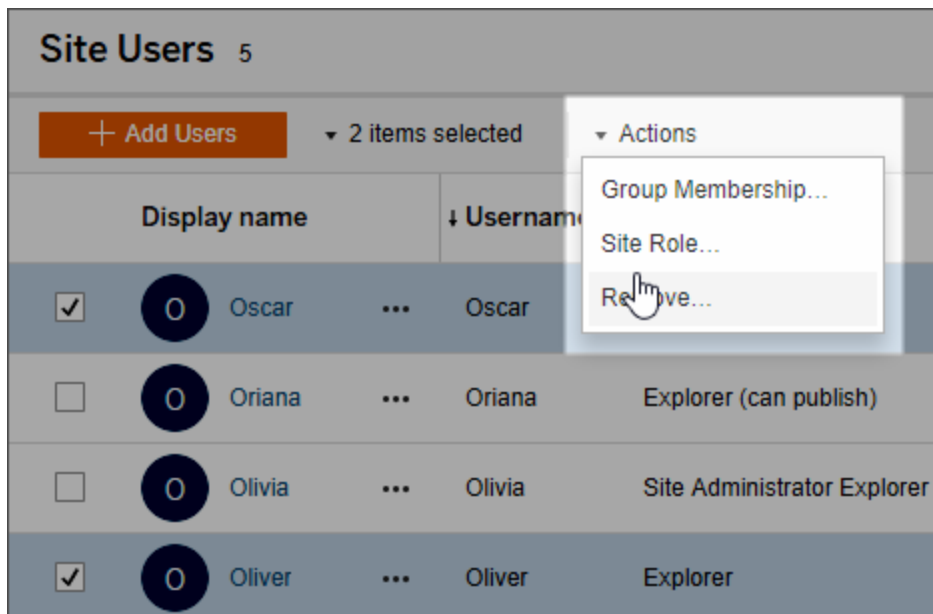 Site Users 5
+ Add Users
2 items selected
Actions
Group Membership...
Site Role...
Remove...
Display name
↓ Username
O Oscar ... Oscar
O Oriana ... Oriana Explorer (can publish)
O Olivia ... Olivia Site Administrator Explorer
O Oliver ... Oliver Explorer